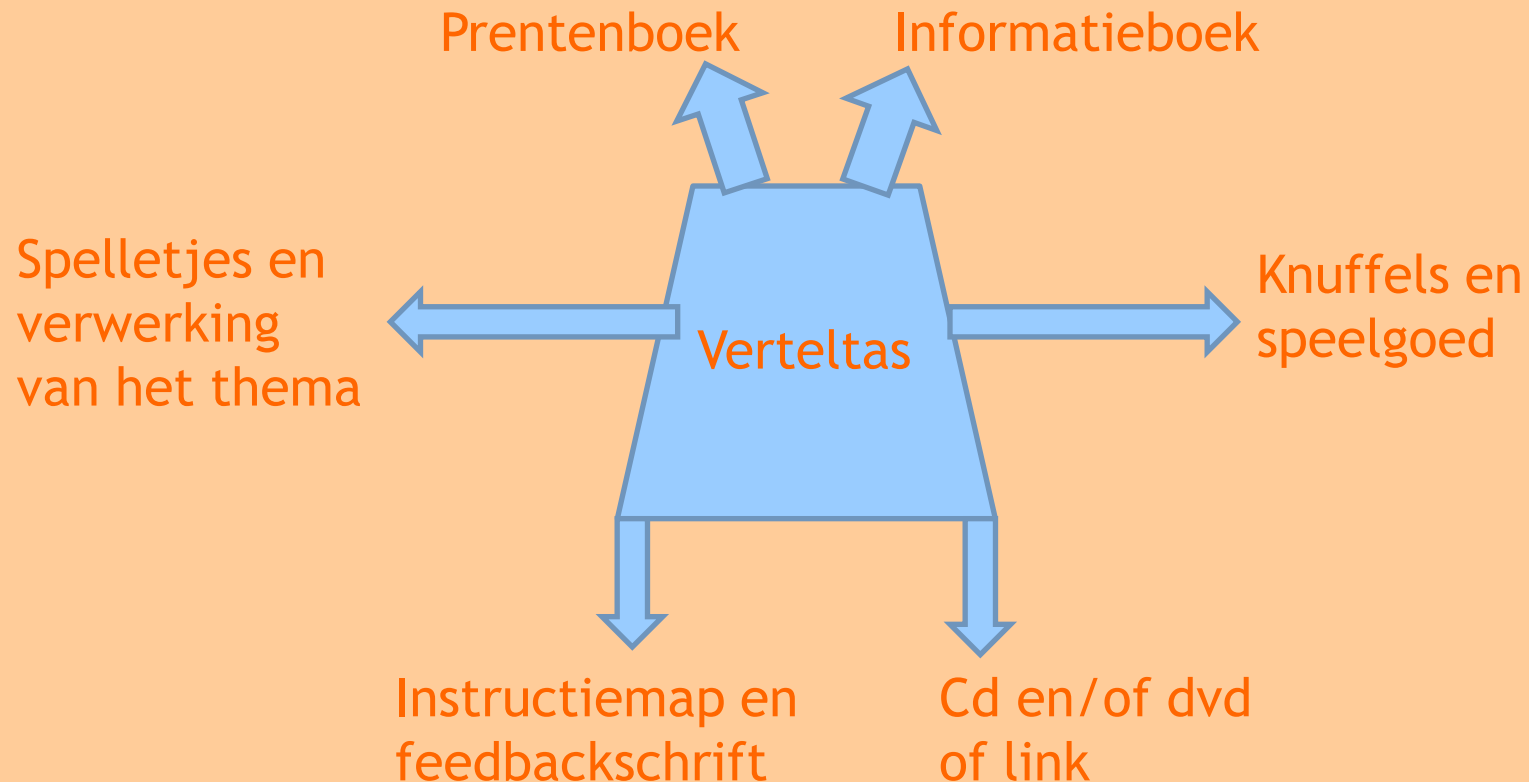 Prentenboek
Informatieboek
Spelletjes en
verwerking
van het thema
Verteltas
Knuffels en
speelgoed
Instructiemap en
feedbackschrift
Cd en/of dvd
of link